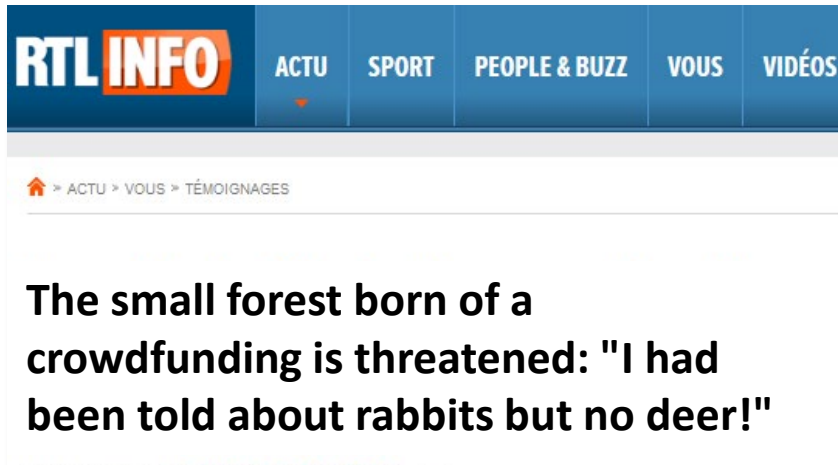 RTL INFO ACTU SPORT PEOPLE & BUZZ VOUS VIDÉOS
» ACTU » VOUS » TÉMOIGNAGES
The small forest born of a
crowdfunding is threatened: "I had
been told about rabbits but no deer!"